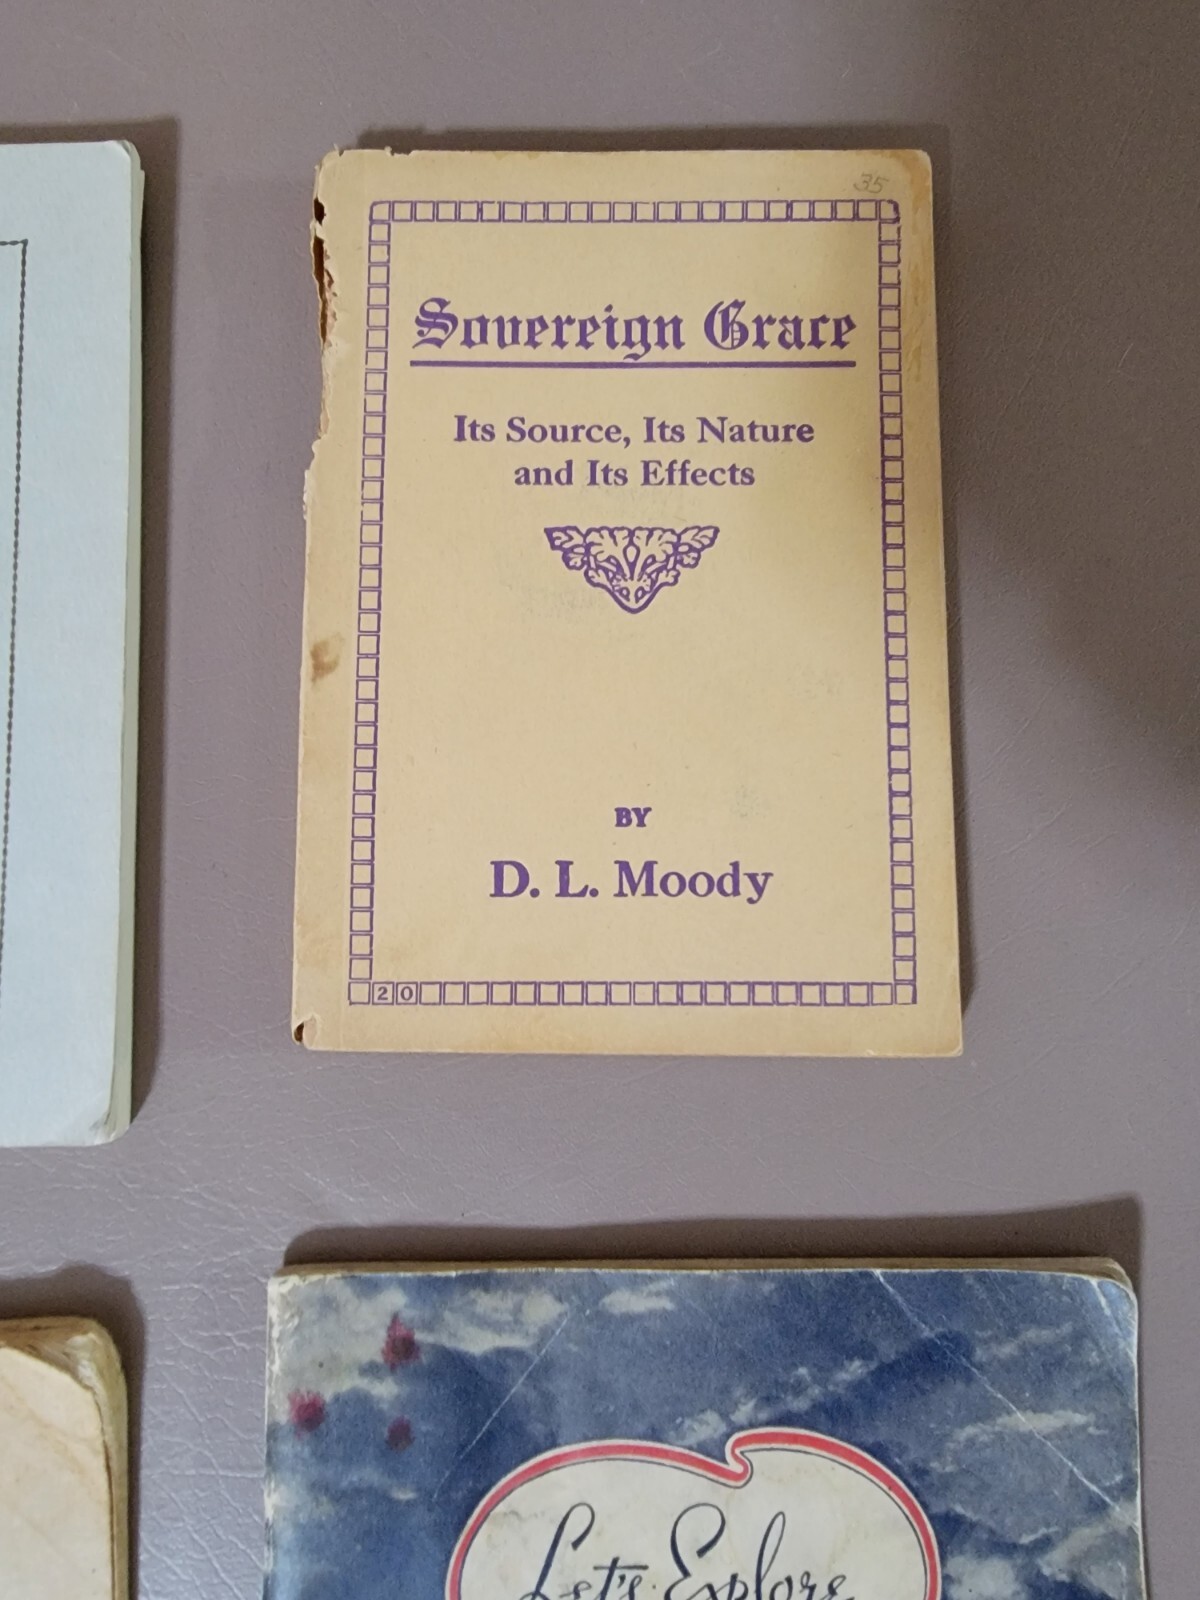 35
Sovereign Grace
Its Source, Its Nature
and Its Effects
BY
D. L. Moody
20
Let's Explore